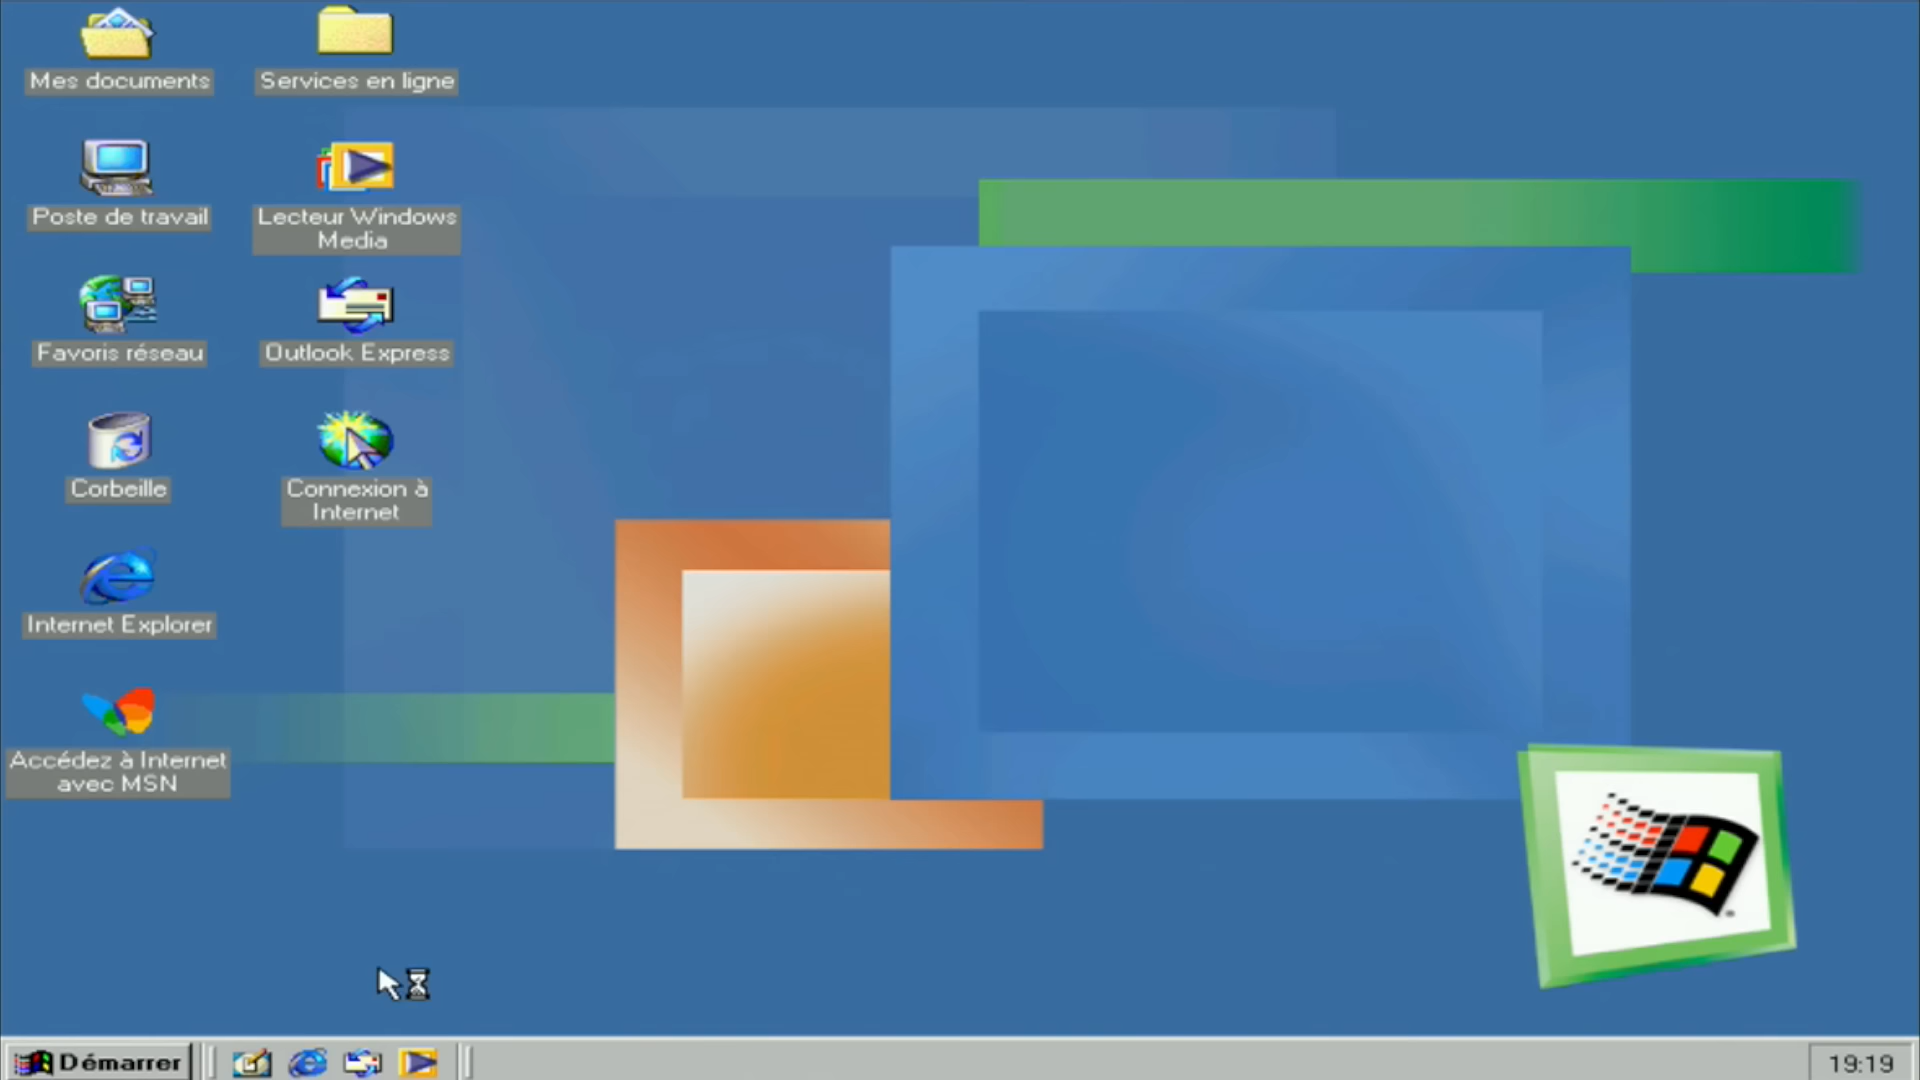 Mes documents
Services en ligne
Poste de travail
Lecteur Windows
Media
Favoris réseau
Outlook Express
Corbeille
Connexion à
Internet
Internet Explorer
Accédez à Internet
avec MSN
Démarrer
19:19